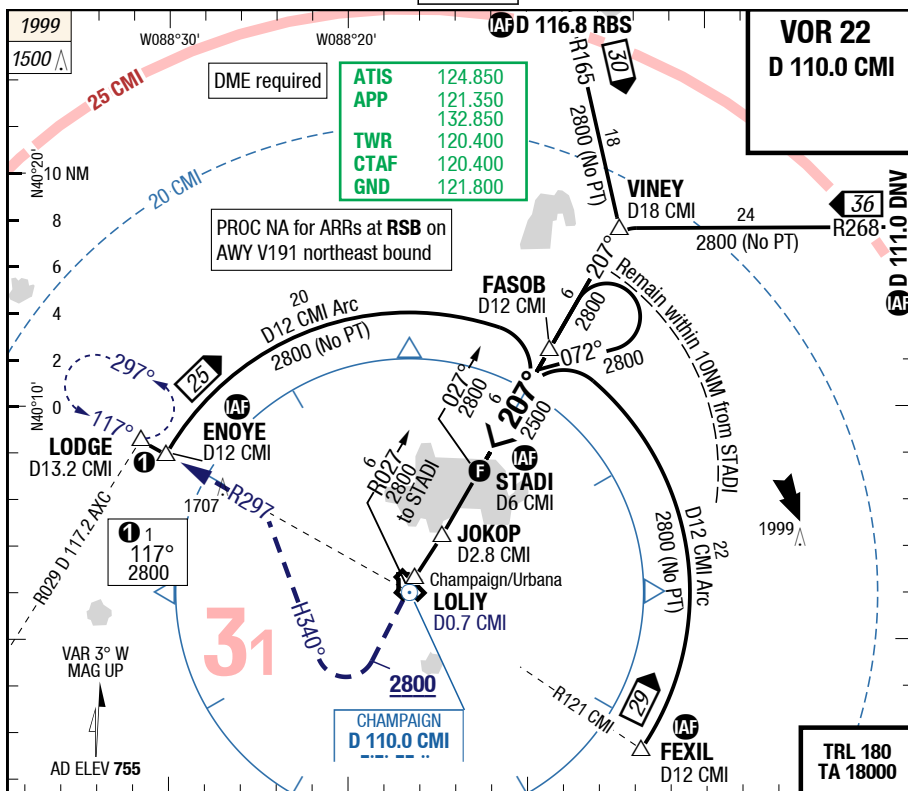 1999
1500
W088°30'
W088°20'
IAF D 116.8 RBS
R165
30
VOR 22
D 110.0 CMI
25 CMI
DME required
ATIS 124.850
APP 121.350
132.850
TWR 120.400
CTAF 120.400
GND 121.800
18
2800 (No PT)
N40°20'
10 NM
20 CMI
VINEY
D18 CMI
24
2800 (No PT)
36
R268
IAF D 111.0 DNV
8
PROC NA for ARRs at RSB on
AWY V191 northeast bound
6
207°
Remain within 10NM from STADI
FASOB
D12 CMI
6
2800
4
20
D12 CMI Arc
2800 (No PT)
072°
2800
2
297°
25
027°
2800
6
207°
2500
N40°10'
0
117°
IAF
ENOYE
D12 CMI
LODGE
D13.2 CMI
1
R297
1707
6
R027
2800
to STADI
F
IAF
STADI
D6 CMI
1999
22
D12 CMI Arc
2800 (No PT)
1 1
117°
2800
R029 D 117.2 AXC
JOKOP
D2.8 CMI
Champaign/Urbana
LOLIY
D0.7 CMI
H340°
31
VAR 3° W
MAG UP
2800
R121 CMI
29
CHAMPAIGN
D 110.0 CMI
IAF
FEXIL
D12 CMI
AD ELEV 755
TRL 180
TA 18000